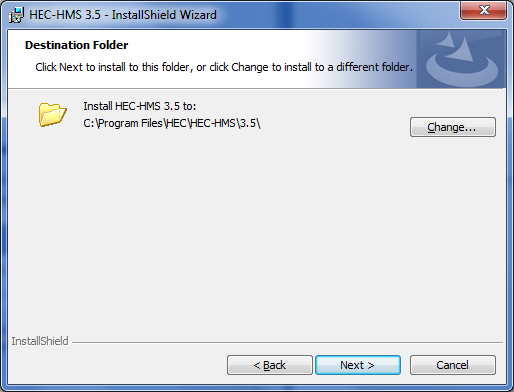 HEC-HMS 3.5 - InstallShield Wizard
Destination Folder
Click Next to install to this folder, or click Change to install to a different folder.
Install HEC-HMS 3.5 to:
C:\Program Files\HEC\HEC-HMS\3.5\
Change...
InstallShield
< Back
Next >
Cancel